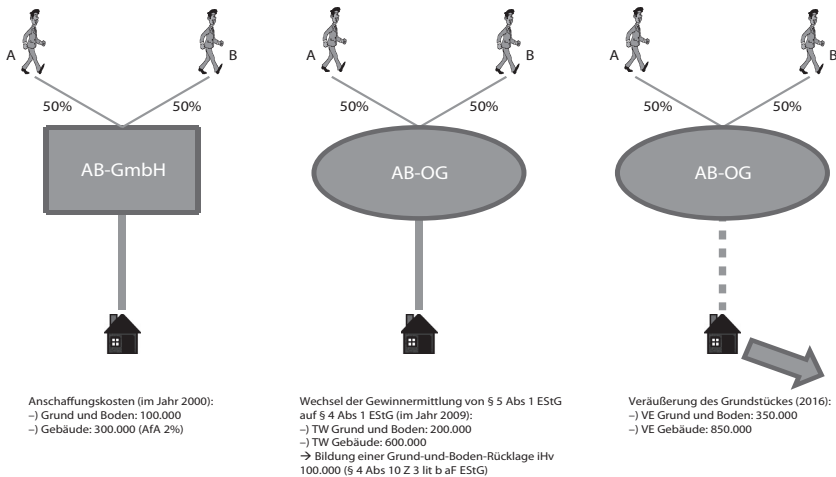 A
B
50%
50%
AB-GmbH
Anschaffungskosten (im Jahr 2000):
–) Grund und Boden: 100.000
–) Gebäude: 300.000 (AfA 2%)
A
B
50%
50%
AB-OG
Wechsel der Gewinnermittlung von § 5 Abs 1 EStG
auf § 4 Abs 1 EStG (im Jahr 2009):
–) TW Grund und Boden: 200.000
–) TW Gebäude: 600.000
→ Bildung einer Grund-und-Boden-Rücklage iHv
100.000 (§ 4 Abs 10 Z 3 lit b aF EStG)
A
B
50%
50%
AB-OG
Veräußerung des Grundstückes (2016):
–) VE Grund und Boden: 350.000
–) VE Gebäude: 850.000